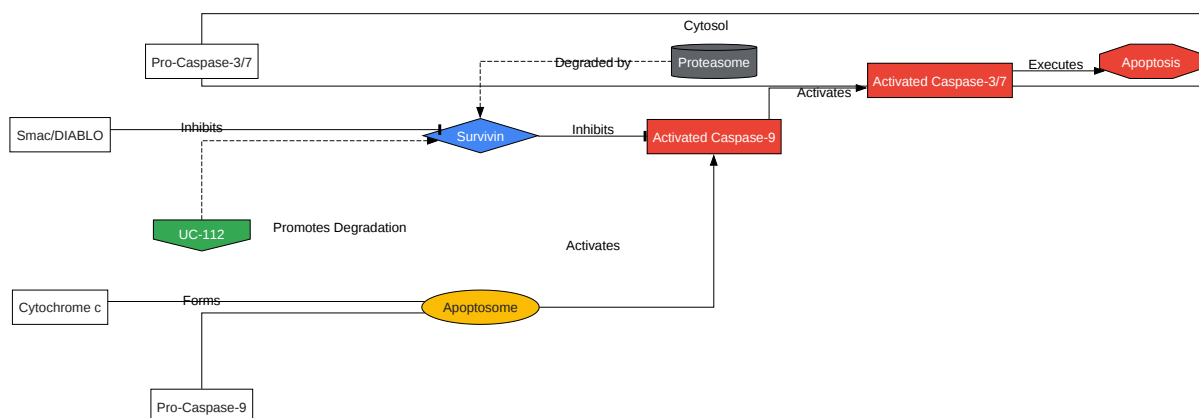 Cytosol
Pro-Caspase-3/7
Degraded by
Proteasome
Executes
Apoptosis
Activated Caspase-3/7
Activates
Smac/DIABLO
Inhibits
Survivin
Inhibits
Activated Caspase-9
UC-112
Promotes Degradation
Activates
Cytochrome c
Forms
Apoptosome
Pro-Caspase-9